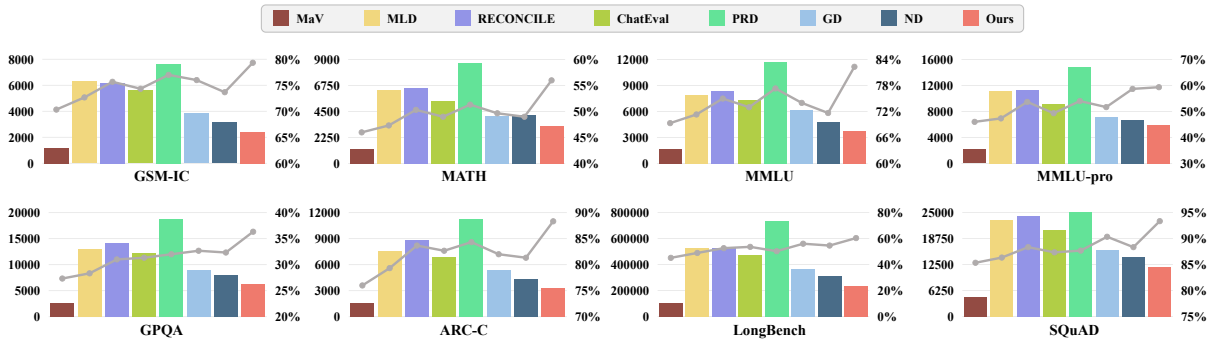 MaV MLD RECONCILE ChatEval PRD GD ND Ours
8000 80% 9000 60% 12000 84% 16000 70%
6000 75% 6750 55% 9000 78% 12000 60%
4000 70% 4500 50% 6000 72% 8000 50%
2000 65% 2250 45% 3000 66% 4000 40%
0 60% 0 40% 0 60% 0 30%
GSM-IC MATH MMLU MMLU-pro
20000 40% 12000 90% 800000 80% 25000 95%
15000 35% 9000 85% 600000 60% 18750 90%
10000 30% 6000 80% 400000 40% 12500 85%
5000 25% 3000 75% 200000 20% 6250 80%
0 20% 0 70% 0 0% 0 75%
GPQA ARC-C LongBench SQuAD